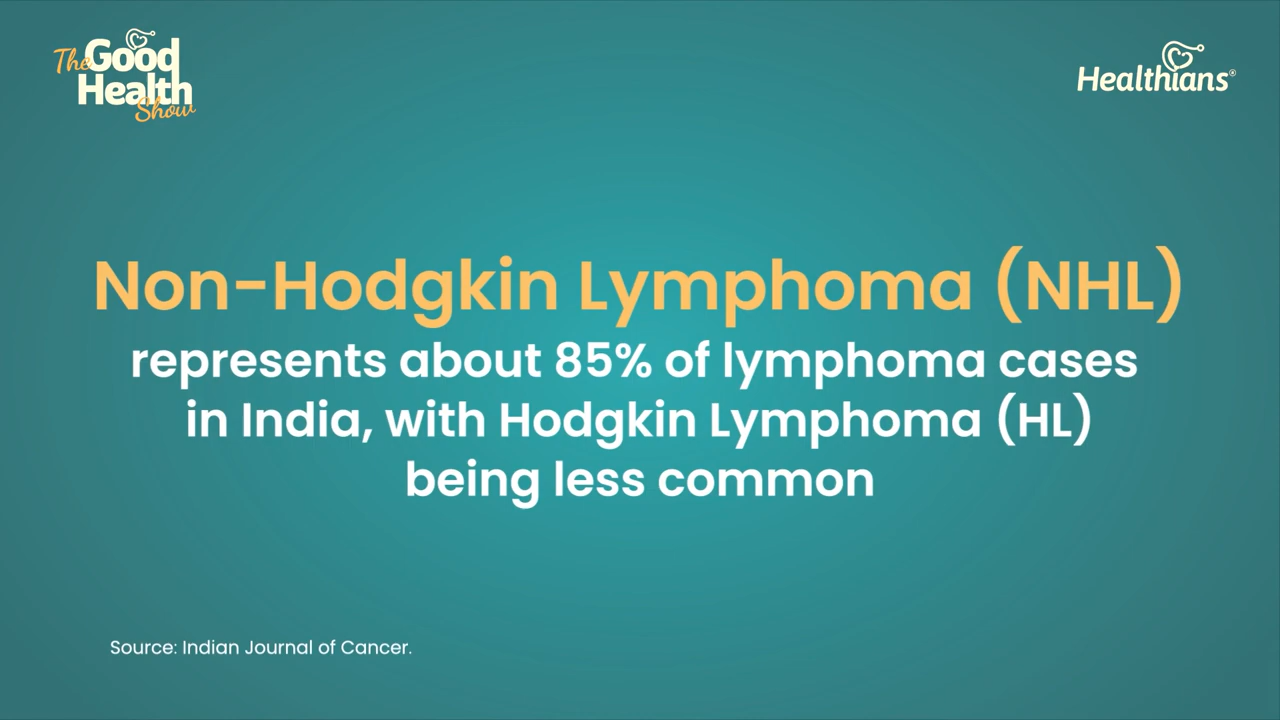 The Good
Health
Show
Healthians®
Non-Hodgkin Lymphoma (NHL)
represents about 85% of lymphoma cases
in India, with Hodgkin Lymphoma (HL)
being less common
Source: Indian Journal of Cancer.